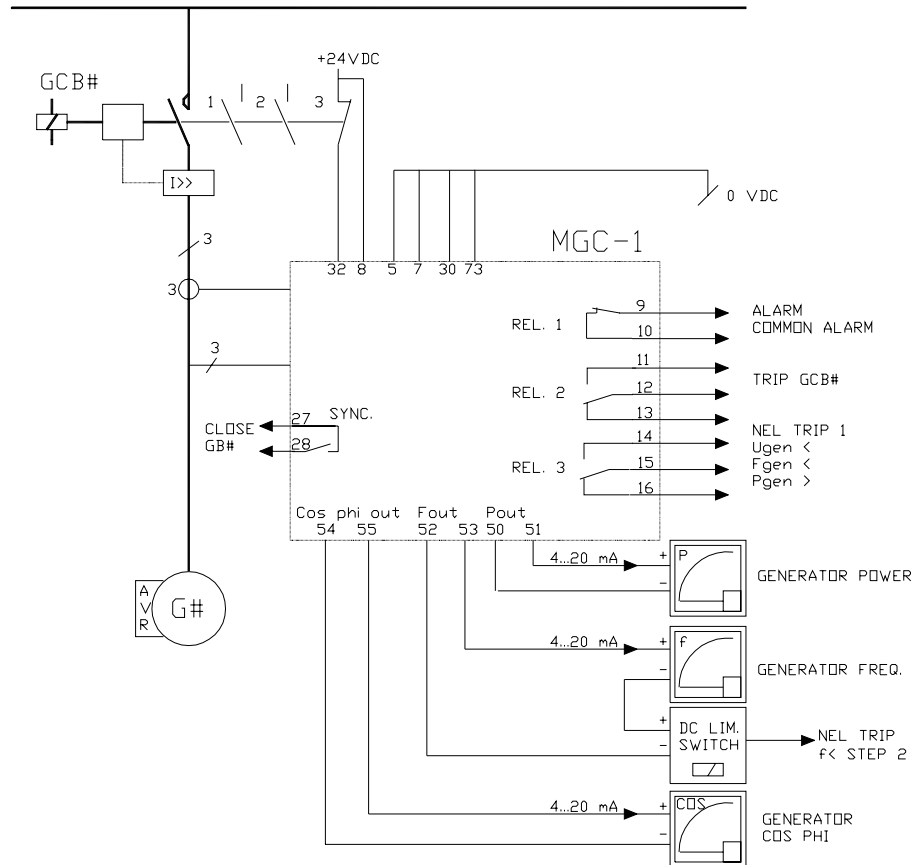 +24VDC
GCB#
1 2 3
I>>
0 VDC
3
MGC-1
32 8 5 7 30 73
3
9
ALARM
REL. 1
10
COMMON ALARM
3
11
TRIP GCB#
REL. 2
12
13
27 SYNC.
CLOSE
GB#
28
14
NEL TRIP 1
Ugen <
REL. 3
15
Fgen <
16
Pgen >
Cos phi out Fout Pout
54 55 52 53 50 51
4...20 mA
+
-
P
GENERATOR POWER
A
V
R
G#
4...20 mA
+
-
f
GENERATOR FREQ.
+
-
DC LIM.
SWITCH
NEL TRIP
f< STEP 2
4...20 mA
+
-
COS
GENERATOR
COS PHI